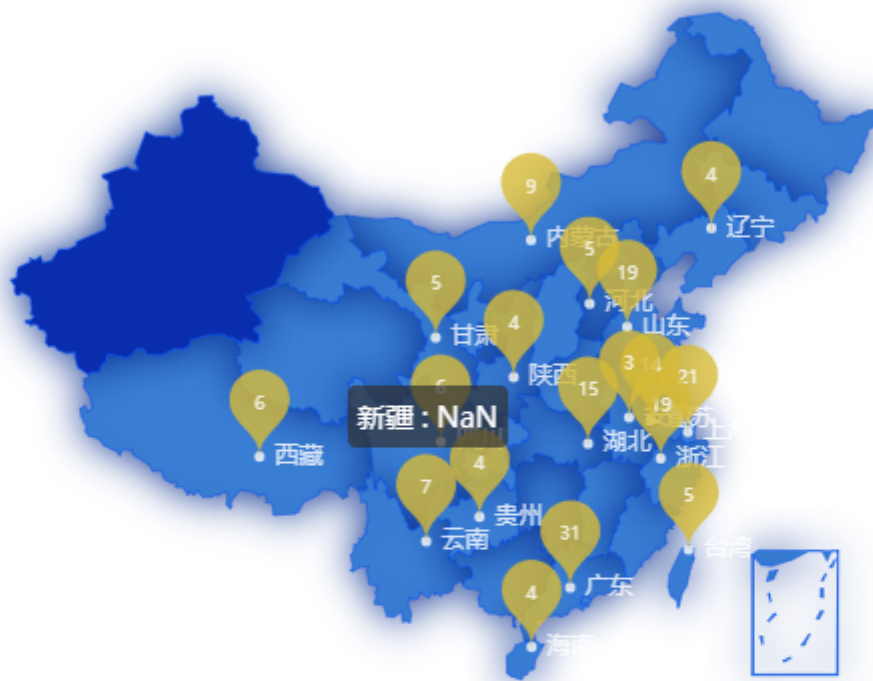 4
辽宁
9
内蒙古
5
河北
19
山东
5
甘肃
4
陕西
3
14
21
15
湖北
19
浙江
6
新疆 : NaN
6
西藏
4
贵州
7
云南
5
台湾
31
广东
4
海南